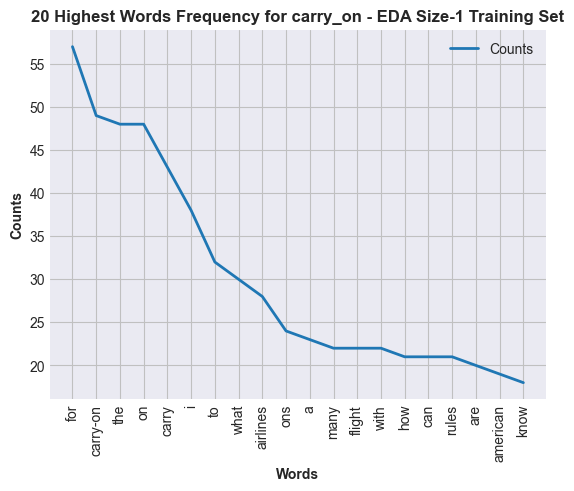 20 Highest Words Frequency for carry_on - EDA Size-1 Training Set
Counts
Counts
55
50
45
40
35
30
25
20
for
carry-on
the
on
carry
i
to
what
airlines
ons
a
many
flight
with
how
can
rules
are
american
know
Words